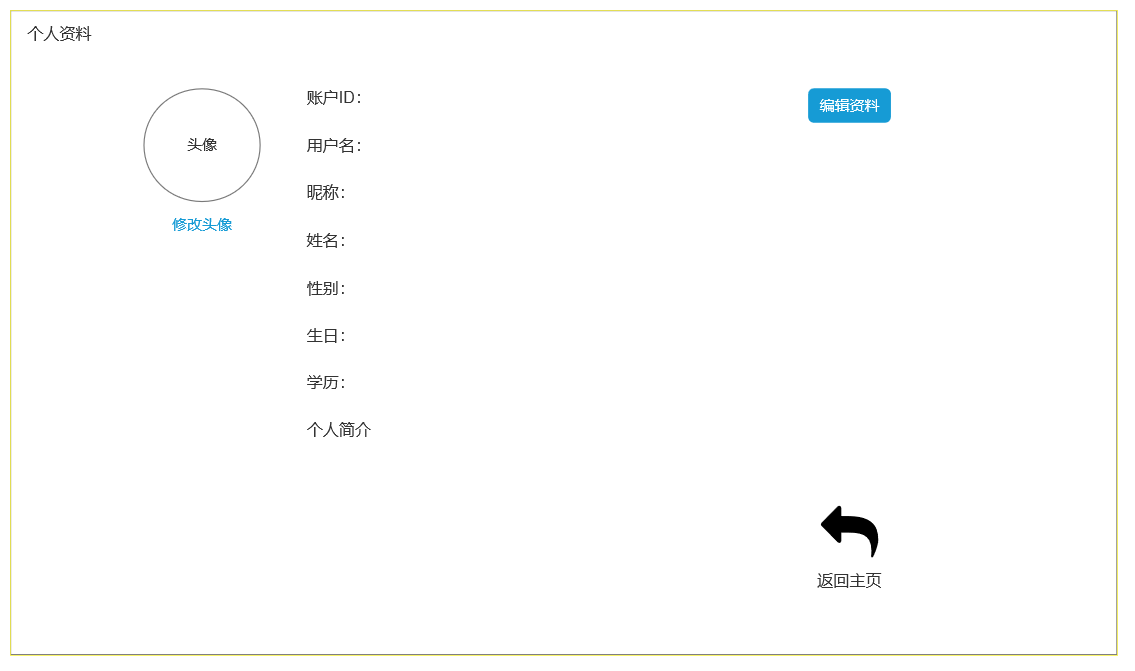 个人资料
头像
修改头像
账户ID：
用户名：
昵称：
姓名：
性别：
生日：
学历：
个人简介
编辑资料
返回主页